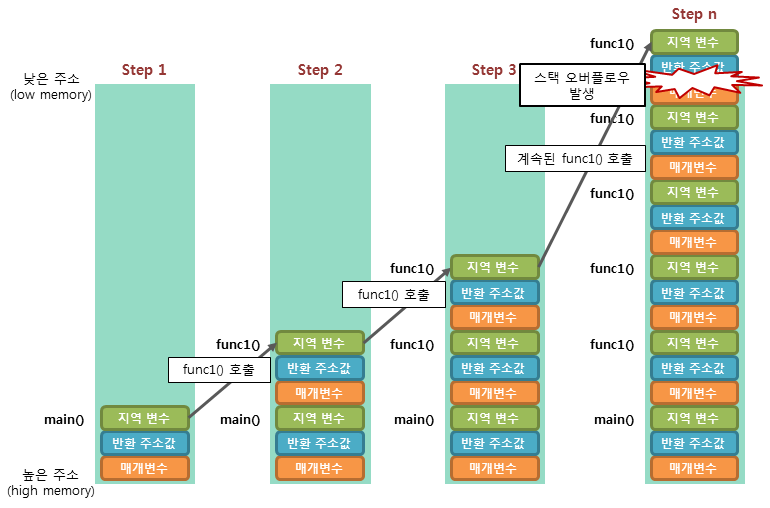 Step 1
Step 2
Step 3
Step n
낮은 주소
(low memory)
높은 주소
(high memory)
main()
지역 변수
반환 주소값
매개변수
func1() 호출
func1()
지역 변수
반환 주소값
매개변수
main()
지역 변수
반환 주소값
매개변수
func1() 호출
func1()
지역 변수
반환 주소값
매개변수
func1()
지역 변수
반환 주소값
매개변수
main()
지역 변수
반환 주소값
매개변수
스택 오버플로우
발생
계속된 func1() 호출
func1()
지역 변수
반환 주소값
매개변수
func1()
지역 변수
반환 주소값
매개변수
func1()
지역 변수
반환 주소값
매개변수
func1()
지역 변수
반환 주소값
매개변수
func1()
지역 변수
반환 주소값
매개변수
main()
지역 변수
반환 주소값
매개변수